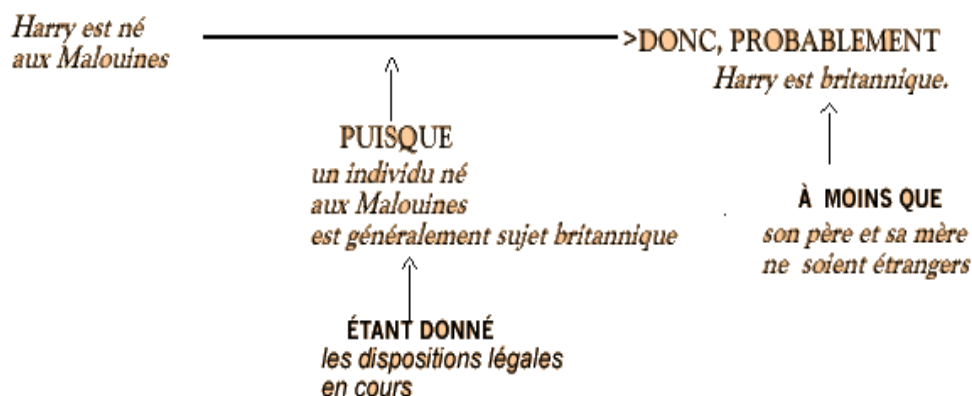 Harry est né
aux Malouines
>DONC, PROBABLEMENT
Harry est britannique.
PUISQUE
un individu né
aux Malouines
est généralement sujet britannique
À MOINS QUE
son père et sa mère
ne soient étrangers
ÉTANT DONNÉ
les dispositions légales
en cours